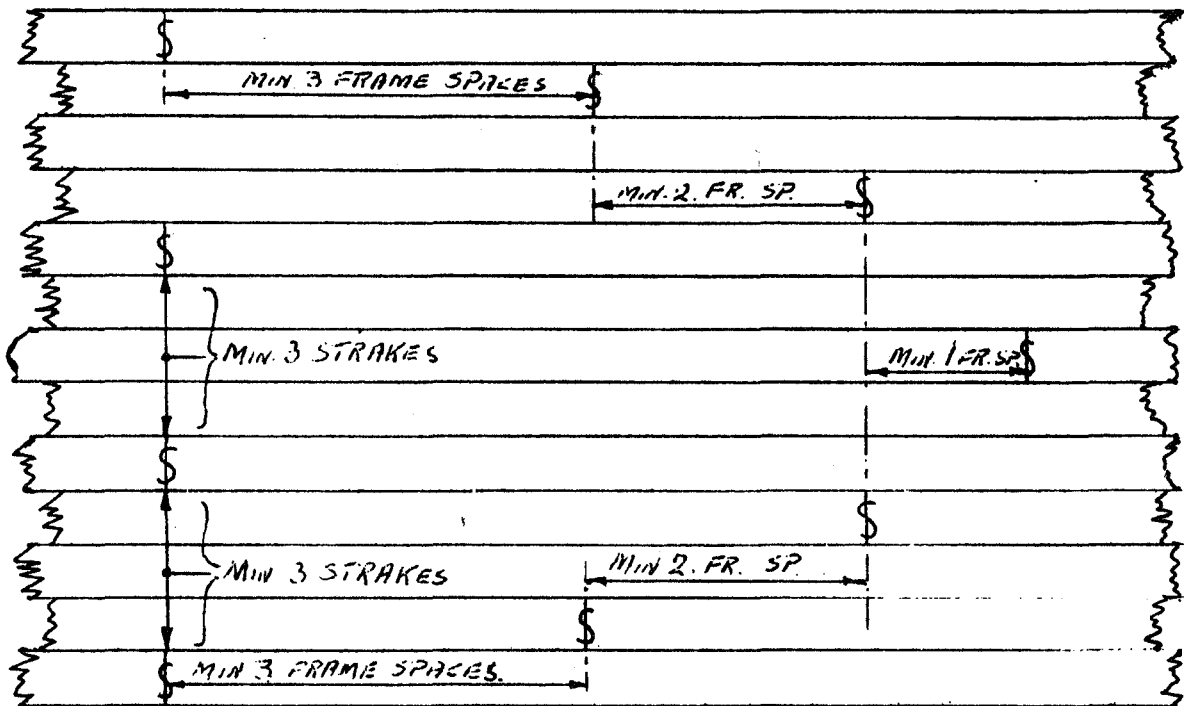 MIN. 3 FRAME SPACES
MIN. 2. FR. SP.
MIN. 3 STRAKES
MIN. 1 FR. SP.
MIN 3 STRAKES
MIN 2. FR. SP.
MIN 3 FRAME SPACES.